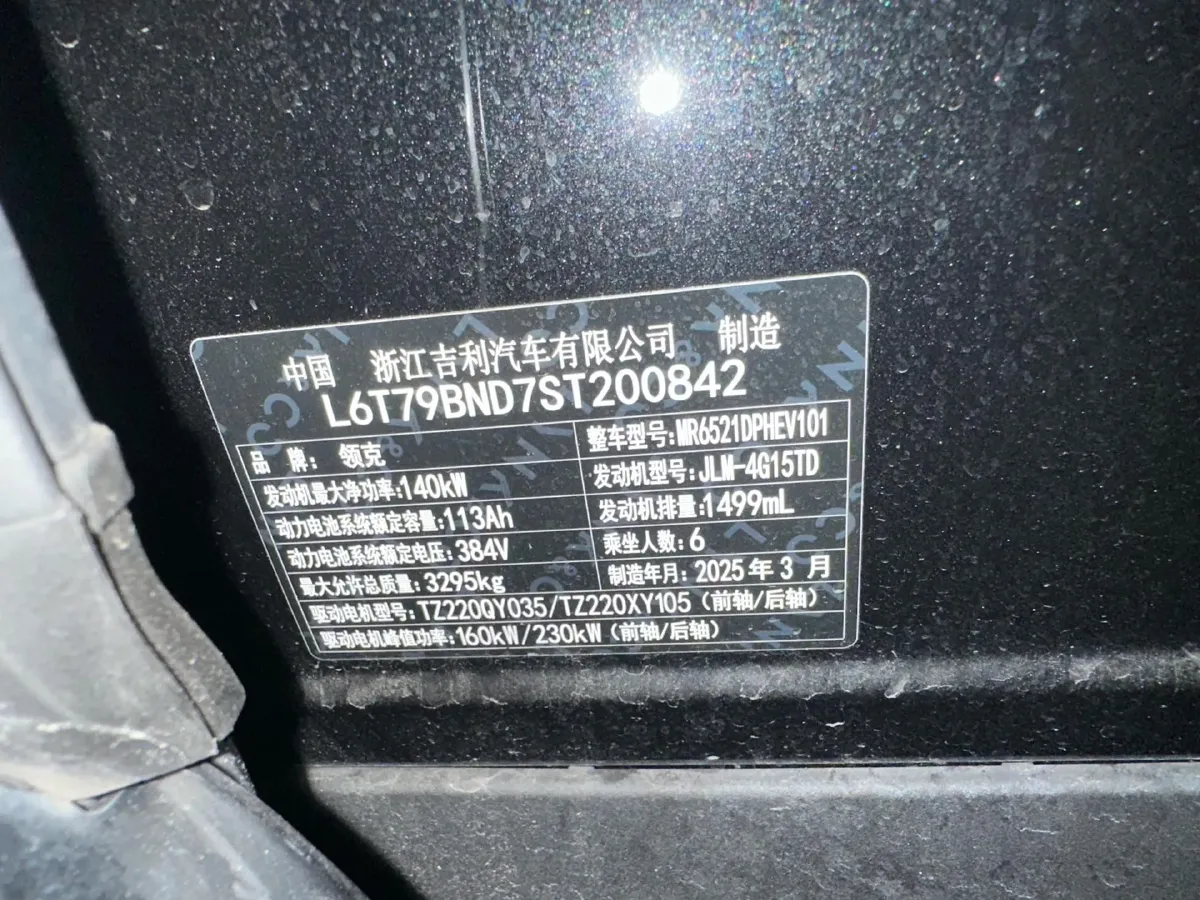 中国 浙江吉利汽车有限公司 制造
L6T79BND7ST200842
品 牌: 领克 整车型号:MR6521DPHEV101
发动机最大净功率:140kW 发动机型号:JLM-4G15TD
动力电池系统额定容量:113Ah 发动机排量:1499mL
动力电池系统额定电压:384V 乘坐人数:6
最大允许总质量:3295kg 制造年月:2025年3月
驱动电机型号:TZ220QY035/TZ220XY105(前轴/后轴)
驱动电机峰值功率:160kW/230kW(前轴/后轴)